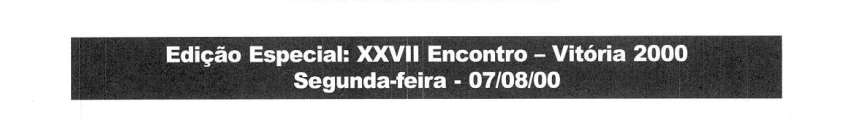 Edição Especial: XXVII Encontro – Vitória 2000
Segunda-feira - 07/08/00